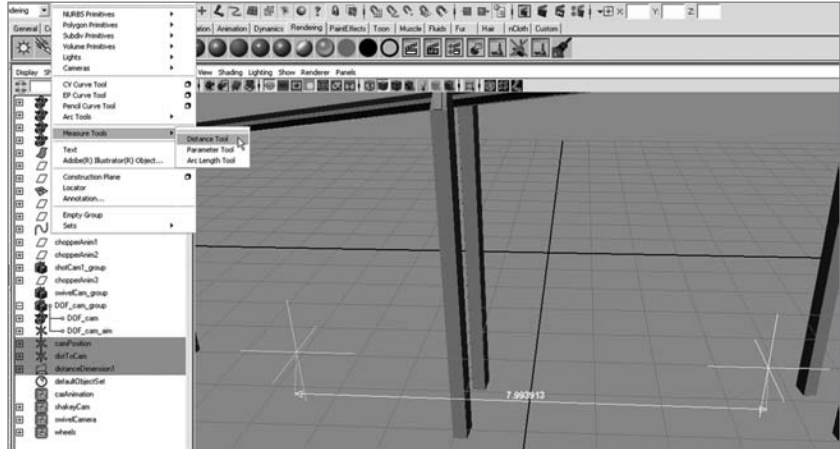 dering
X:
Y:
Z:
General
ation Animation Dynamics Rendering PaintEffects Toon Muscle Fluids Fur Hair nCloth Custom
NURBS Primitives
Polygon Primitives
Subdiv Primitives
Volume Primitives
Lights
Cameras
CV Curve Tool
EP Curve Tool
Pencil Curve Tool
Arc Tools
Measure Tools
Distance Tool
Parameter Tool
Arc Length Tool
Text
Adobe(R) Illustrator(R) Object...
Construction Plane
Locator
Annotation...
Empty Group
Sets
Display Sh
View Shading Lighting Show Renderer Panels
chopperAnim1
chopperAnim2
shotCam1_group
chopperAnim3
swivelCam_group
DOF_cam_group
DOF_cam
DOF_cam_aim
camPosition
distToCam
distanceDimension1
defaultObjectSet
carAnimation
shakeyCam
swivelCamera
wheels
7.993913